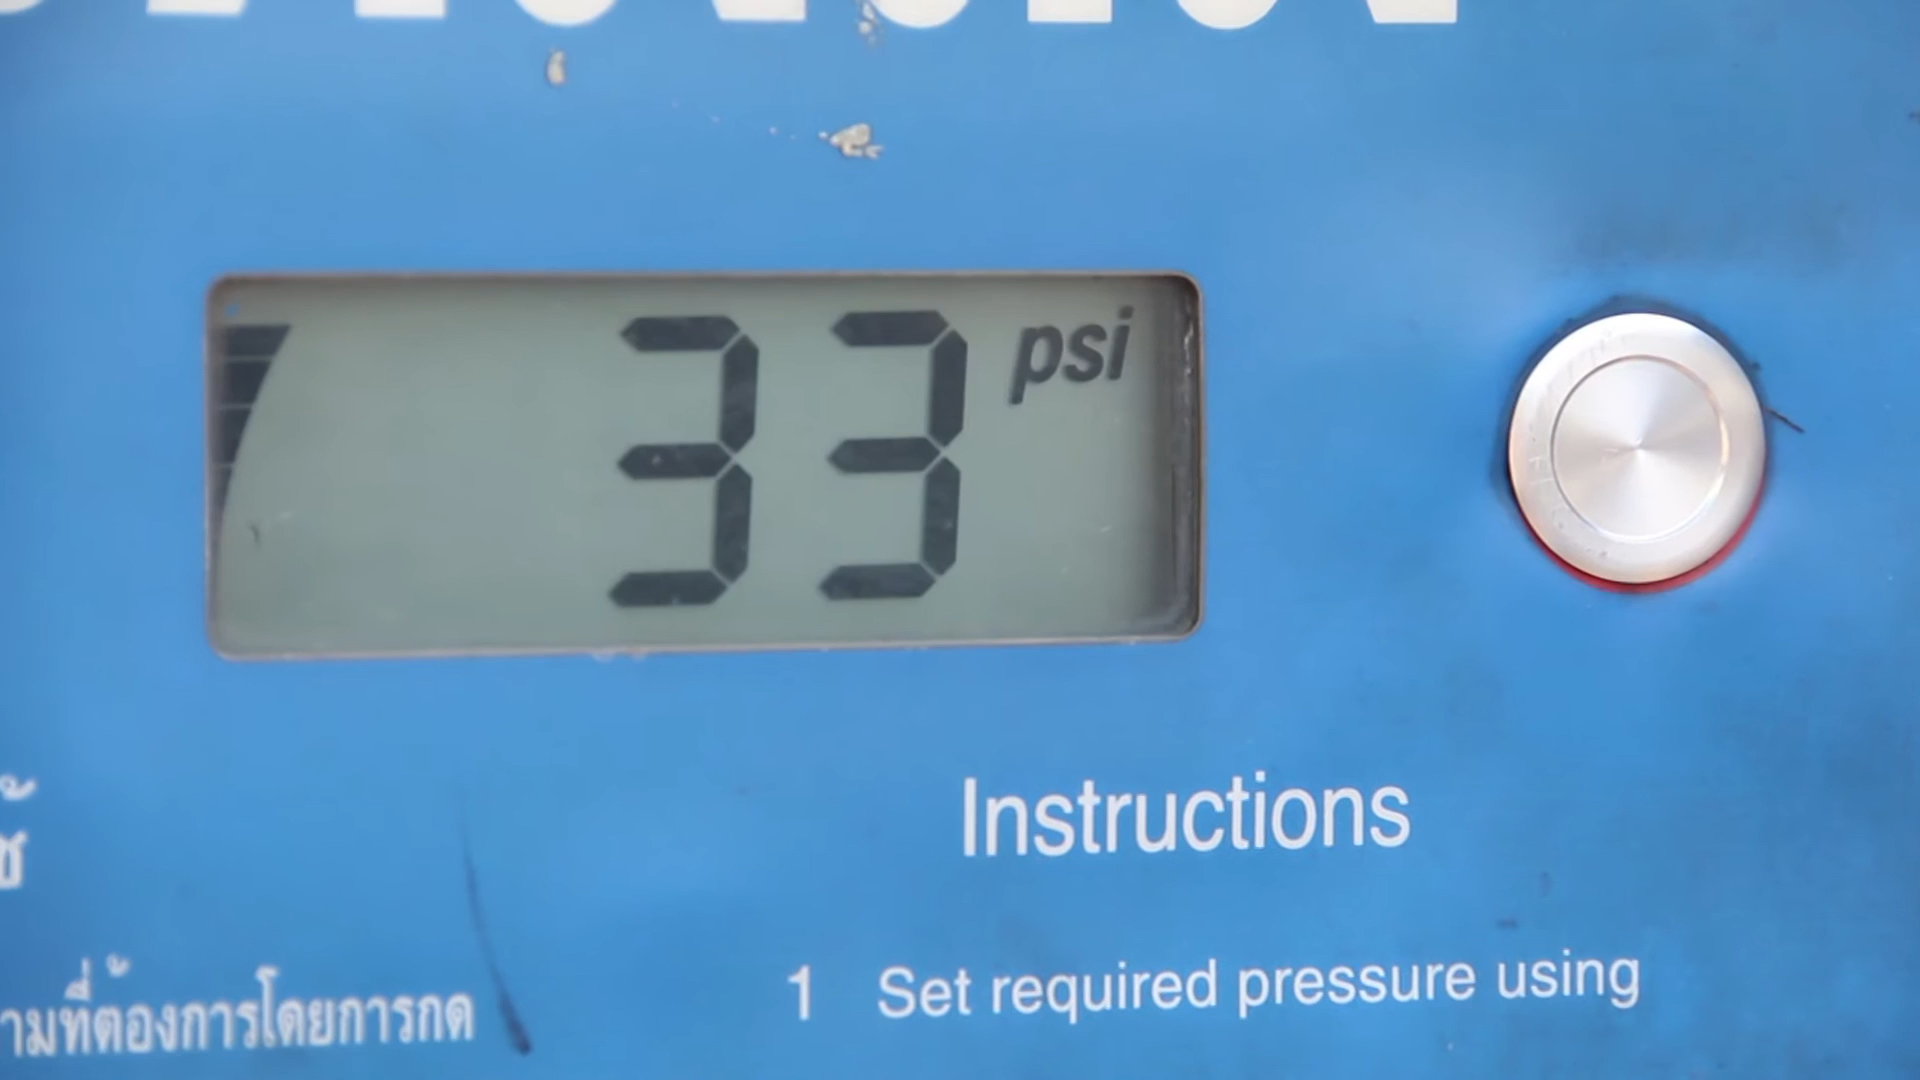 33 psi
Instructions
1 Set required pressure using
ามที่ต้องการโดยการกด